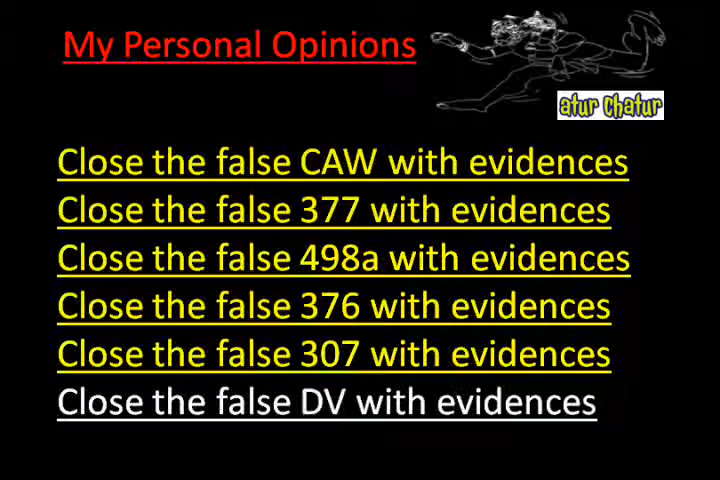 My Personal Opinions
atur chatur
Close the false CAW with evidences
Close the false 377 with evidences
Close the false 498a with evidences
Close the false 376 with evidences
Close the false 307 with evidences
Close the false DV with evidences